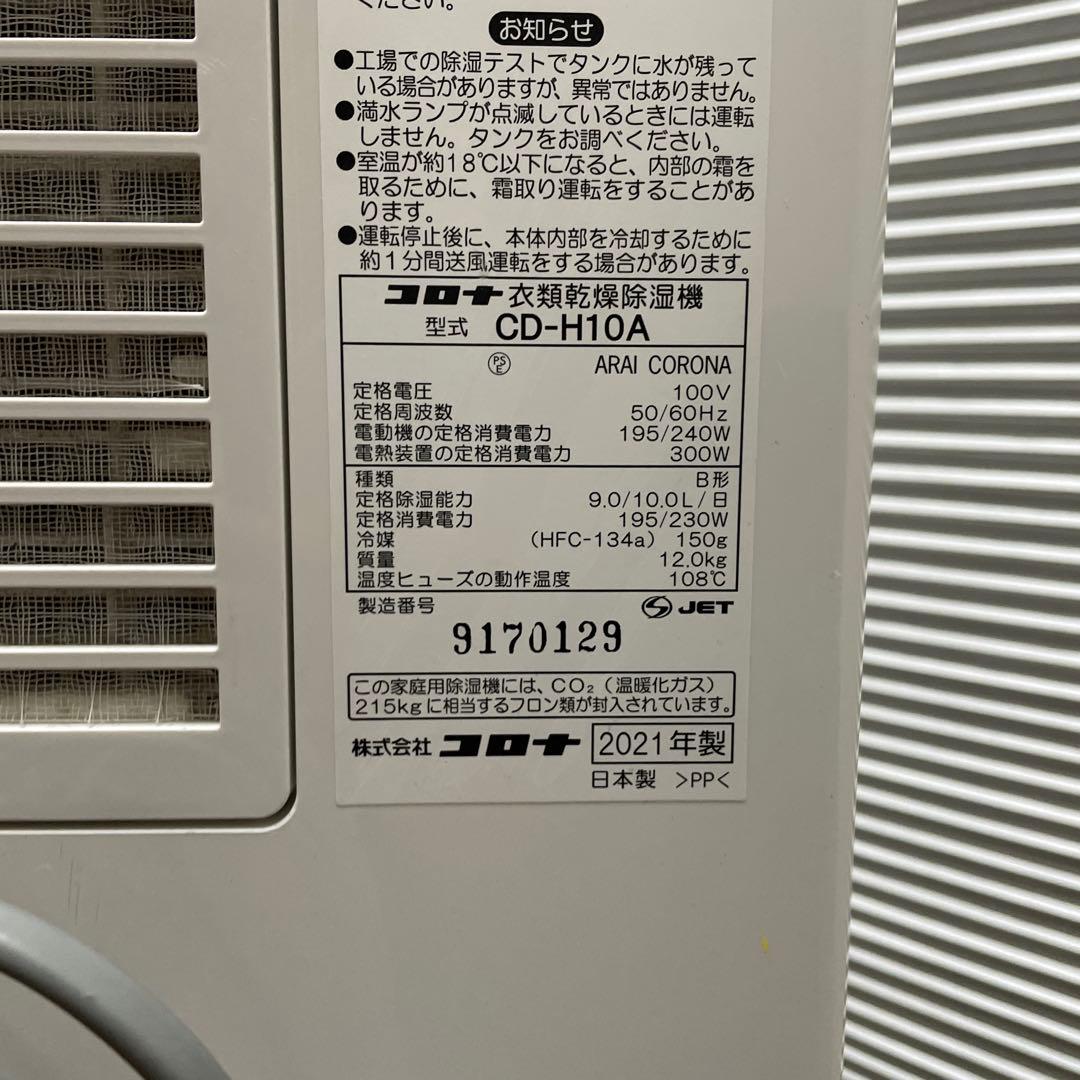 ください。
お知らせ
●工場での除湿テストでタンクに水が残って
いる場合がありますが、異常ではありません。
●満水ランプが点滅しているときには運転
しません。タンクをお調べください。
●室温が約18℃以下になると、内部の霜を
取るために、霜取り運転をすることがあ
ります。
●運転停止後に、本体内部を冷却するために
約1分間送風運転をする場合があります。
コロナ 衣類乾燥除湿機
型式 CD-H10A
PSE ARAI CORONA
定格電圧 100V
定格周波数 50/60Hz
電動機の定格消費電力 195/240W
電熱装置の定格消費電力 300W
種類 B形
定格除湿能力 9.0/10.0L/日
定格消費電力 195/230W
冷媒 (HFC-134a) 150g
質量 12.0kg
温度ヒューズの動作温度 108℃
製造番号 JET
9170129
この家庭用除湿機には、CO₂(温暖化ガス)
215kgに相当するフロン類が封入されています。
株式会社 コロナ 2021年製
日本製 >PP<